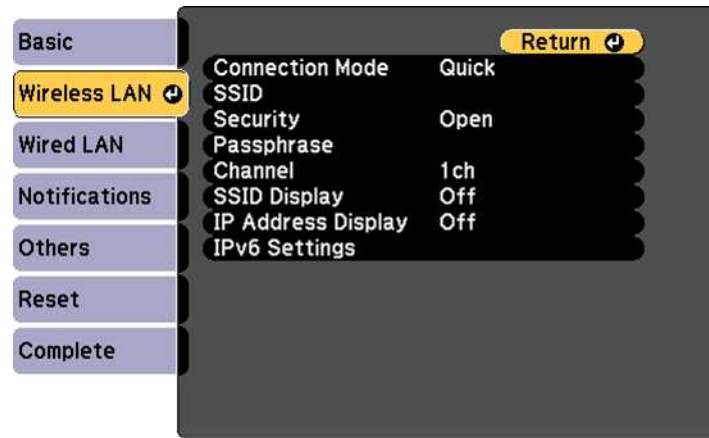 Basic
Wireless LAN
Wired LAN
Notifications
Others
Reset
Complete
Return
Connection Mode Quick
SSID
Security Open
Passphrase
Channel 1ch
SSID Display Off
IP Address Display Off
IPv6 Settings